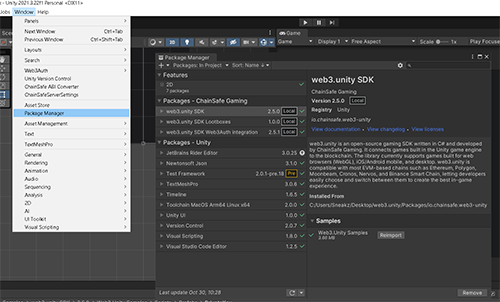 - Unity 2021.3.22f1 Personal <DX11>
Jobs Window Help
Panels
Next Window Ctrl+Tab
Previous Window Ctrl+Shift+Tab
Layouts
Search
Web3Auth
Unity Version Control
ChainSafe ABI Converter
ChainSafeServerSettings
Asset Store
Package Manager
Asset Management
Text
TextMeshPro
General
Rendering
Animation
Audio
Sequencing
Analysis
2D
AI
UI Toolkit
Visual Scripting
2D
Game
Game Display 1 Free Aspect Scale 1x Play Focused
Package Manager
+ Packages: In Project Sort: Name ↓
Features
2D
7 packages
Packages - ChainSafe Gaming
web3.unity SDK 2.5.0 Local
web3.unity SDK Lootboxes 1.0.0 Local
web3.unity SDK Web3Auth Integration 2.5.1 Local
Packages - Unity
JetBrains Rider Editor 3.0.25
Newtonsoft Json 3.1.0
Test Framework 2.0.1-pre.18 Pre
TextMeshPro 3.0.6
Timeline 1.6.5
Toolchain MacOS Arm64 Linux x64 2.0.0
Unity UI 1.0.0
Version Control 2.0.7
Visual Scripting 1.8.0
Visual Studio Code Editor 1.2.5
Last update Oct 30, 10:28
web3.unity SDK
ChainSafe Gaming
Version 2.5.0 Local
Registry Unity
io.chainsafe.web3-unity
View documentation • View changelog • View licenses
web3.unity is an open-source gaming SDK written in C# and developed by
ChainSafe Gaming. It connects games built in the Unity game engine
to the blockchain. The library currently supports games built for web
browsers (WebGL), iOS/Android mobile, and desktop. web3.unity is
compatible with most EVM-based chains such as Ethereum, Polygon,
Moonbeam, Cronos, Nervos, and Binance Smart Chain, letting developers
easily choose and switch between them to create the best in-game
experience.
Installed From
C:/Users/Sneakz/Desktop/web3.unity/Packages/io.chainsafe.web3-unity
Samples
Web3.Unity Samples Reimport
Remove